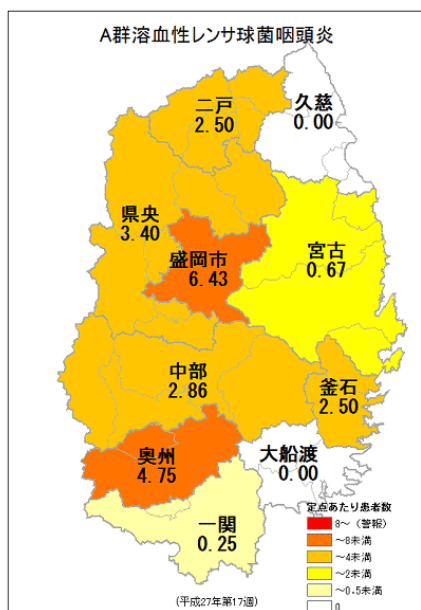 A群溶血性レンサ球菌咽頭炎
二戸
2.50
久慈
0.00
県央
3.40
盛岡市
6.43
宮古
0.67
中部
2.86
釜石
2.50
奥州
4.75
大船渡
0.00
一関
0.25
定点あたり患者数
8～（警報）
～8未満
～4未満
～2未満
～0.5未満
0
(平成27年第17週)